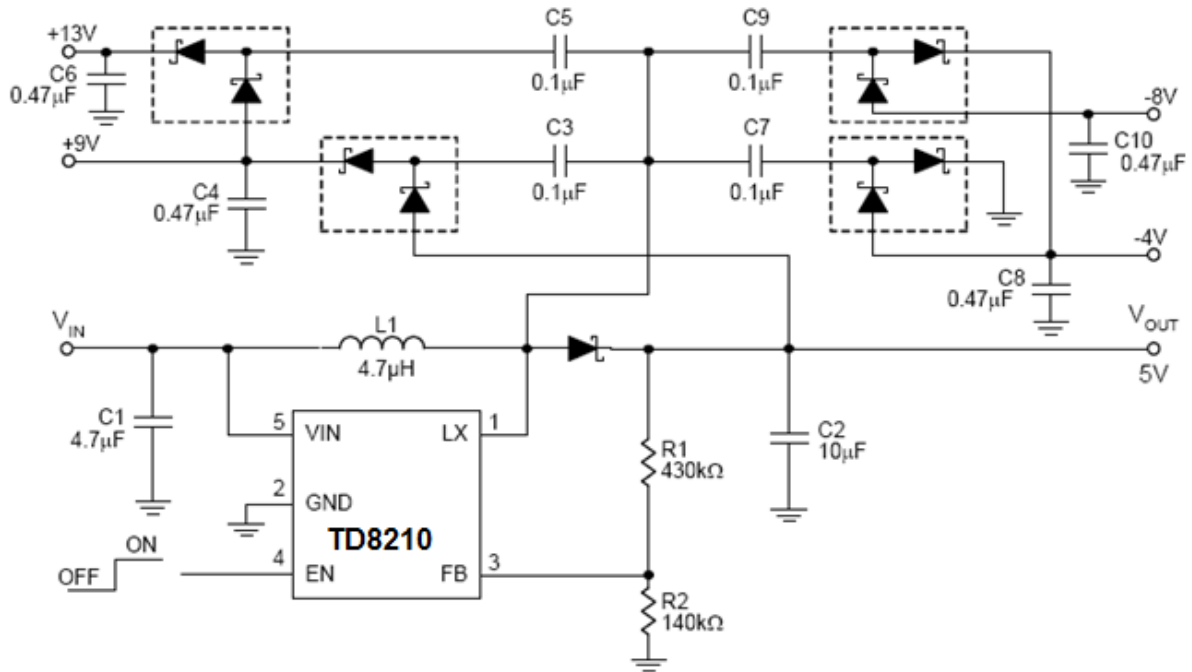 C5
C9
+13V
C6
0.47µF
0.1µF
0.1µF
-8V
+9V
C3
C7
C10
0.47µF
C4
0.47µF
0.1µF
0.1µF
-4V
C8
0.47µF
VIN
L1
4.7µH
VOUT
5V
C1
4.7µF
5
VIN
LX
1
R1
430kΩ
C2
10µF
2
GND
TD8210
ON
OFF
4
EN
FB
3
R2
140kΩ